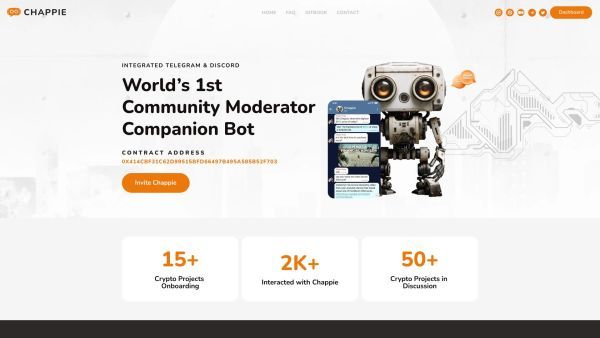 CHAPPIE
HOME FAQ GITBOOK CONTACT
Dashboard
INTEGRATED TELEGRAM & DISCORD
World's 1st
Community Moderator
Companion Bot
CONTRACT ADDRESS
Invite Chappie
15+
Crypto Projects
Onboarding
2K+
Interacted with Chappie
50+
Crypto Projects in
Discussion